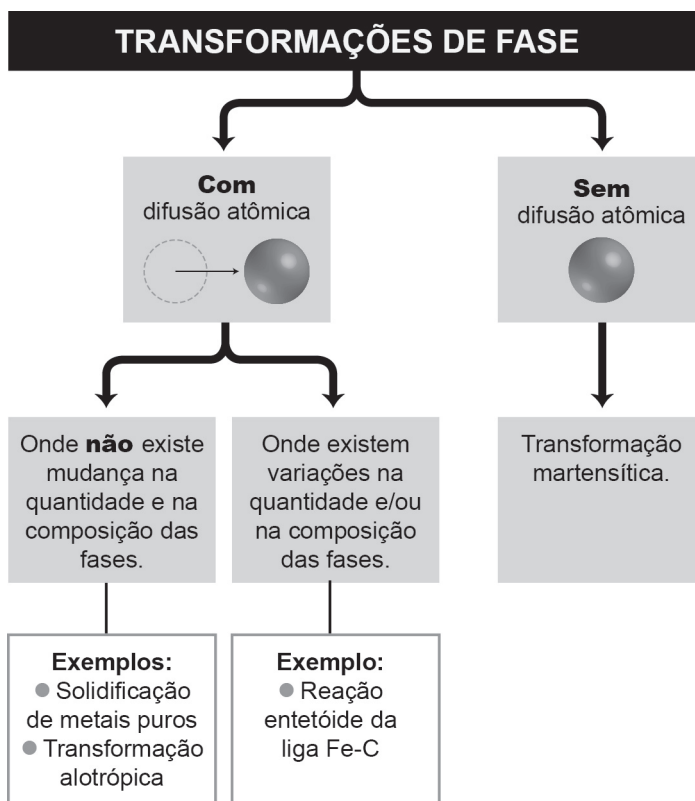 TRANSFORMAÇÕES DE FASE
Com
difusão atômica
Sem
difusão atômica
Onde não existe
mudança na
quantidade e na
composição das
fases.
Onde existem
variações na
quantidade e/ou
na composição
das fases.
Transformação
martensítica.
Exemplos:
● Solidificação
de metais puros
● Transformação
alotrópica
Exemplo:
● Reação
entetóide da
liga Fe-C